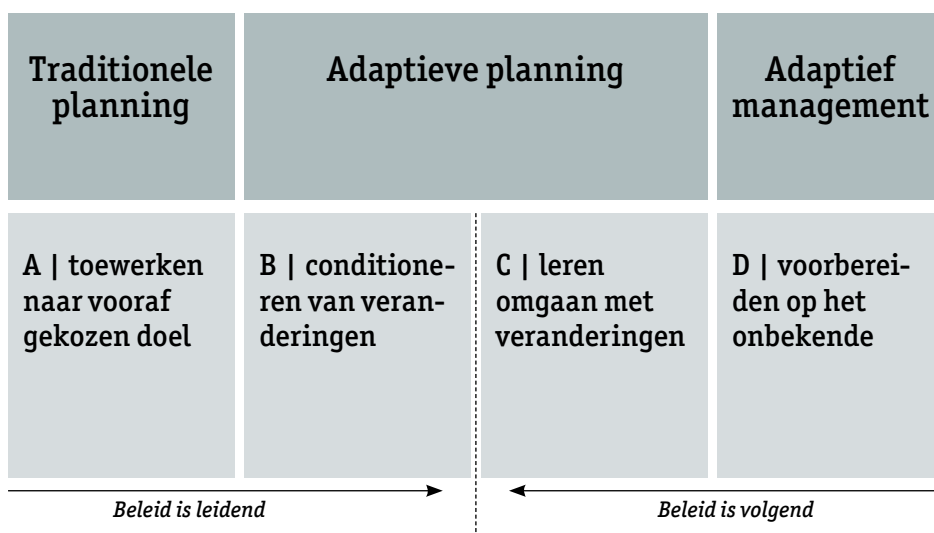 Traditionele
planning
Adaptieve planning
Adaptief
management
A | toewerken
naar vooraf
gekozen doel
B | conditione-
ren van veran-
deringen
C | leren
omgaan met
veranderingen
D | voorberei-
den op het
onbekende
Beleid is leidend
Beleid is volgend